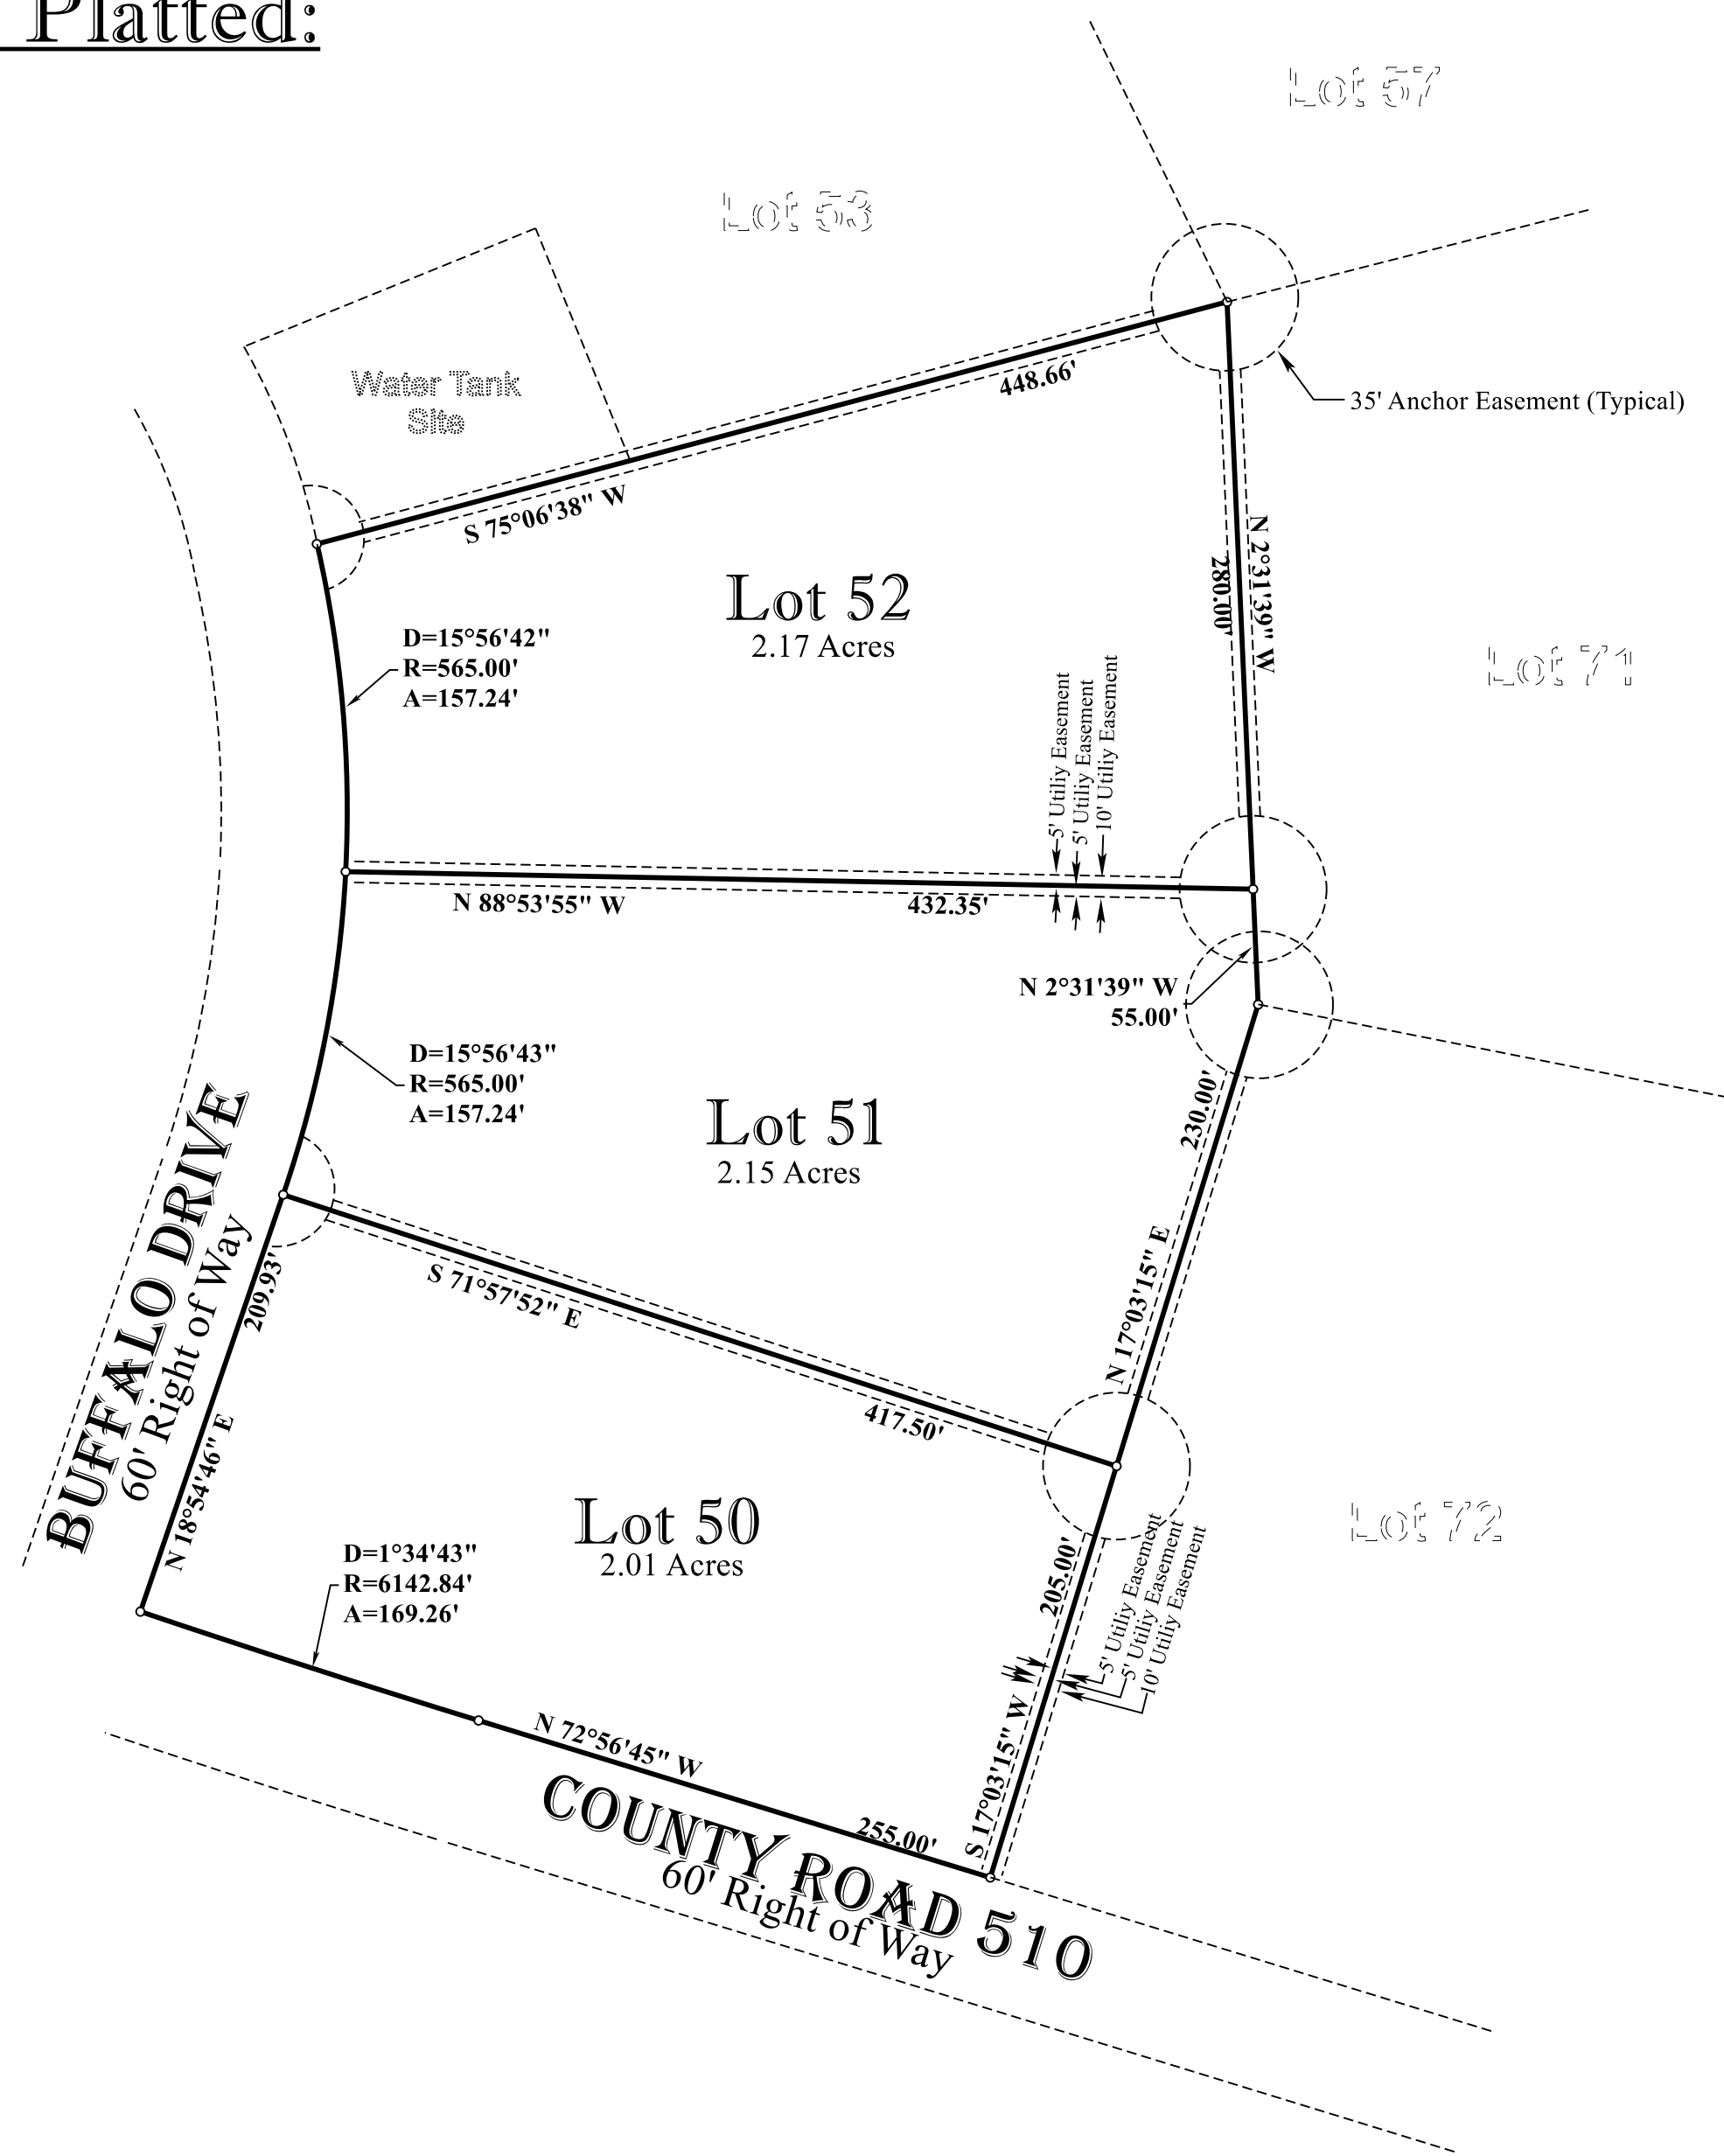 Platted:
Lot 57
Lot 53
Water Tank
Site
448.66'
35' Anchor Easement (Typical)
S 75°06'38" W
N 2°31'39" W
280.00'
Lot 52
2.17 Acres
D=15°56'42"
R=565.00'
A=157.24'
Lot 71
5' Utiliy Easement
5' Utiliy Easement
10' Utiliy Easement
N 88°53'55" W
432.35'
N 2°31'39" W
55.00'
D=15°56'43"
R=565.00'
A=157.24'
Lot 51
2.15 Acres
230.00'
N 17°03'15" E
BUFFALO DRIVE
60' Right of Way
209.93'
N 18°54'46" E
S 71°57'52" E
417.50'
Lot 50
2.01 Acres
D=1°34'43"
R=6142.84'
A=169.26'
Lot 72
205.00'
S 17°03'15" W
5' Utiliy Easement
5' Utiliy Easement
10' Utiliy Easement
N 72°56'45" W
255.00'
COUNTY ROAD 510
60' Right of Way